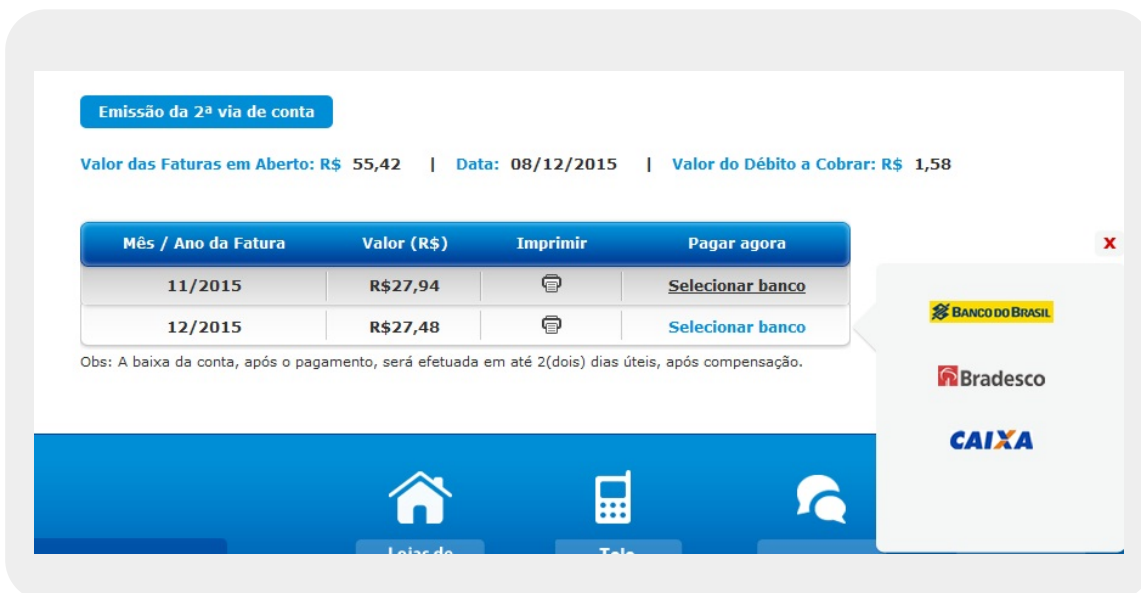 Emissão da 2ª via de conta
Valor das Faturas em Aberto: R$ 55,42 | Data: 08/12/2015 | Valor do Débito a Cobrar: R$ 1,58
Mês / Ano da Fatura Valor (R$) Imprimir Pagar agora
X
11/2015 R$27,94 Selecionar banco
12/2015 R$27,48 Selecionar banco
Obs: A baixa da conta, após o pagamento, será efetuada em até 2(dois) dias úteis, após compensação.
BANCO DO BRASIL
Bradesco
CAIXA
Lojas de
Tele